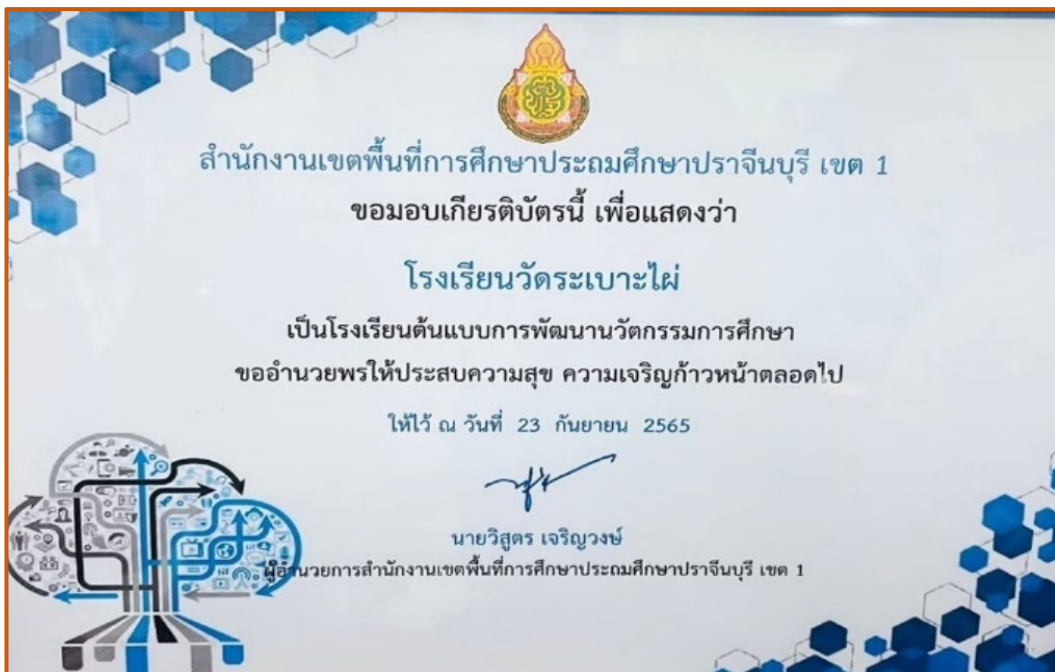 สำนักงานเขตพื้นที่การศึกษาประถมศึกษาปราจีนบุรี เขต 1
ขอมอบเกียรติบัตรนี้ เพื่อแสดงว่า
โรงเรียนวัดระเบาะไผ่
เป็นโรงเรียนต้นแบบการพัฒนานวัตกรรมการศึกษา
ขออำนวยพรให้ประสบความสุข ความเจริญก้าวหน้าตลอดไป
ให้ไว้ ณ วันที่ 23 กันยายน 2565
นายวิสูตร เจริญวงษ์
ผู้อำนวยการสำนักงานเขตพื้นที่การศึกษาประถมศึกษาปราจีนบุรี เขต 1